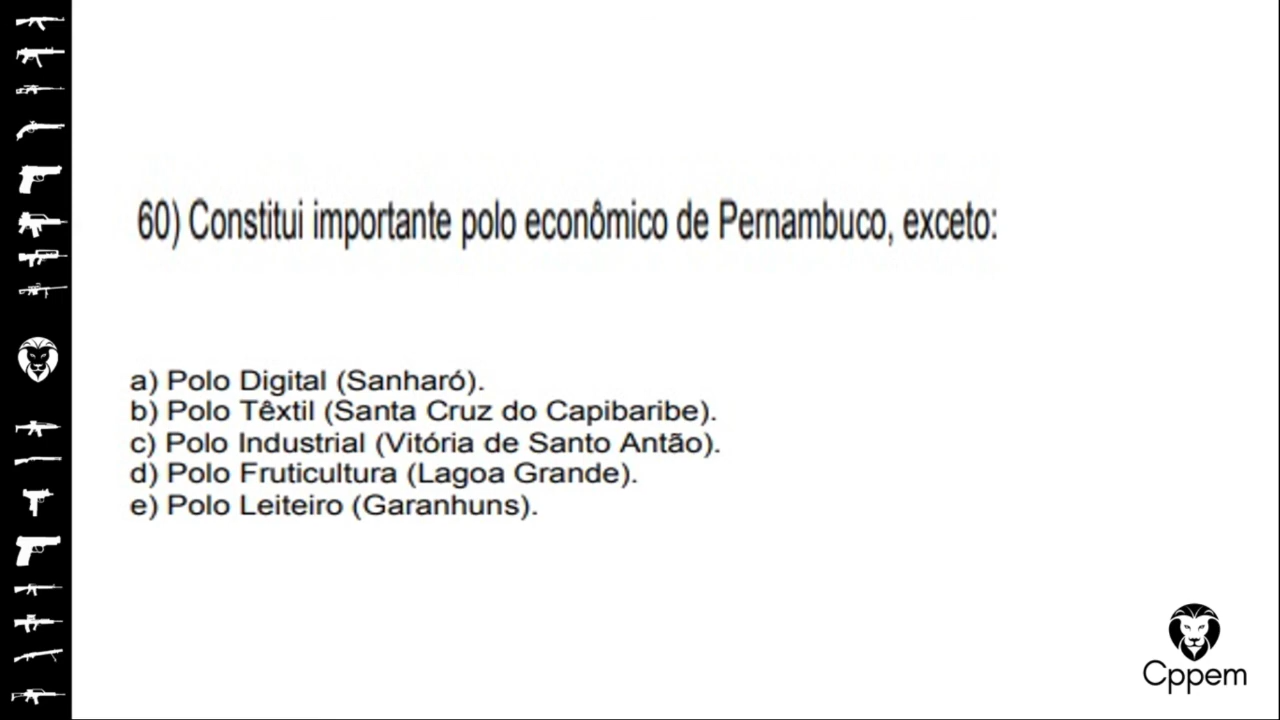 60) Constitui importante polo econômico de Pernambuco, exceto:
a) Polo Digital (Sanharó).
b) Polo Têxtil (Santa Cruz do Capibaribe).
c) Polo Industrial (Vitória de Santo Antão).
d) Polo Fruticultura (Lagoa Grande).
e) Polo Leiteiro (Garanhuns).
Cppem